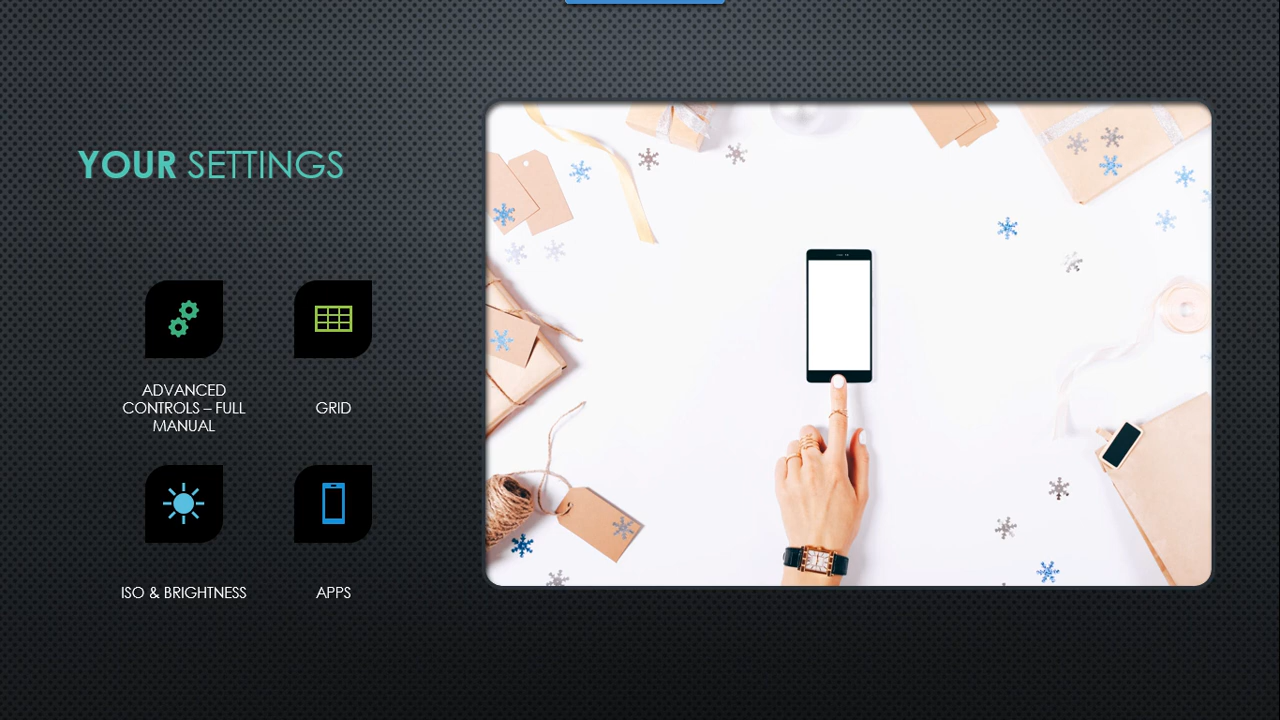 YOUR SETTINGS
ADVANCED
CONTROLS – FULL
MANUAL
GRID
ISO & BRIGHTNESS
APPS